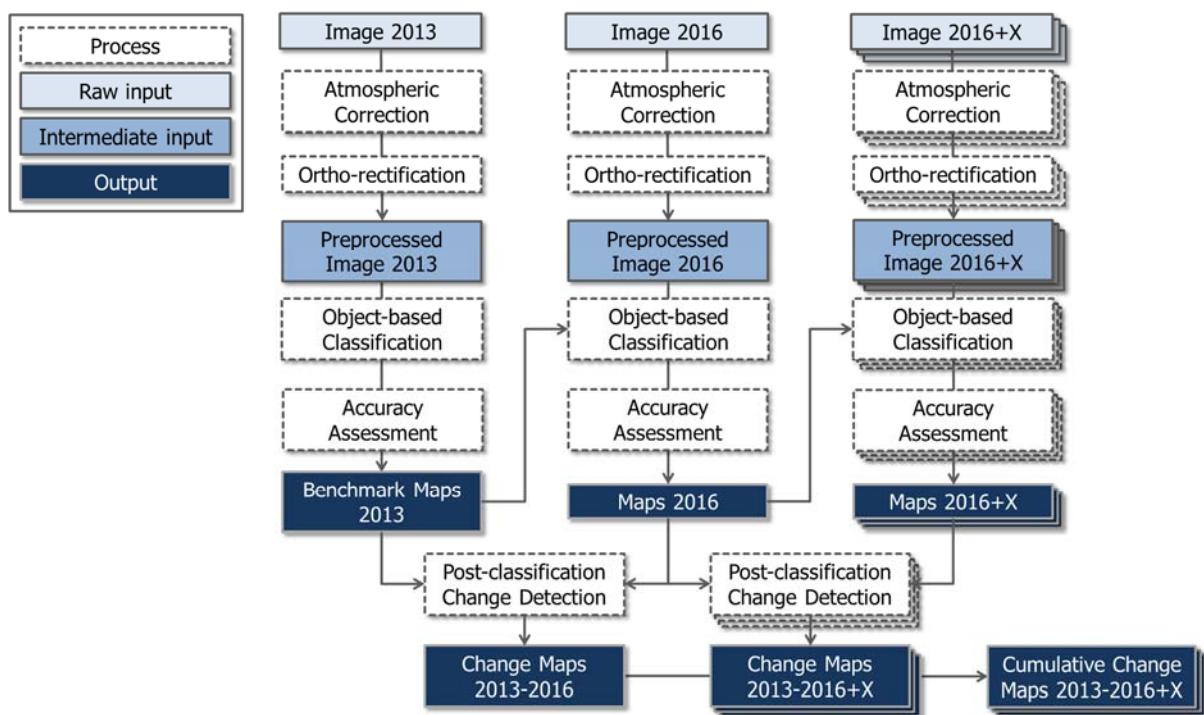 Process
Raw input
Intermediate input
Output
Image 2013
Atmospheric
Correction
Ortho-rectification
Preprocessed
Image 2013
Object-based
Classification
Accuracy
Assessment
Benchmark Maps
2013
Image 2016
Atmospheric
Correction
Ortho-rectification
Preprocessed
Image 2016
Object-based
Classification
Accuracy
Assessment
Maps 2016
Image 2016+X
Atmospheric
Correction
Ortho-rectification
Preprocessed
Image 2016+X
Object-based
Classification
Accuracy
Assessment
Maps 2016+X
Post-classification
Change Detection
Post-classification
Change Detection
Change Maps
2013-2016
Change Maps
2013-2016+X
Cumulative Change
Maps 2013-2016+X